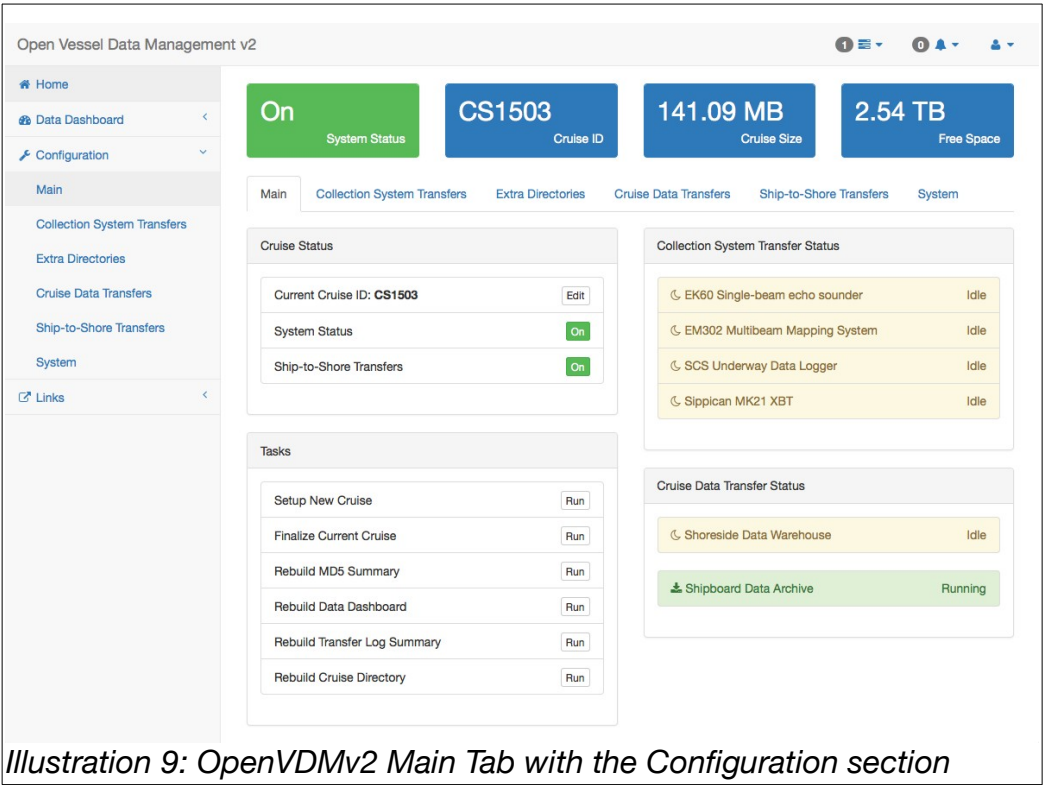 Open Vessel Data Management v2
1
0
Home
Data Dashboard
Configuration
Main
Collection System Transfers
Extra Directories
Cruise Data Transfers
Ship-to-Shore Transfers
System
Links
On
System Status
CS1503
Cruise ID
141.09 MB
Cruise Size
2.54 TB
Free Space
Main Collection System Transfers Extra Directories Cruise Data Transfers Ship-to-Shore Transfers System
Cruise Status
Current Cruise ID: CS1503 Edit
System Status On
Ship-to-Shore Transfers On
Tasks
Setup New Cruise Run
Finalize Current Cruise Run
Rebuild MD5 Summary Run
Rebuild Data Dashboard Run
Rebuild Transfer Log Summary Run
Rebuild Cruise Directory Run
Collection System Transfer Status
EK60 Single-beam echo sounder Idle
EM302 Multibeam Mapping System Idle
SCS Underway Data Logger Idle
Sippican MK21 XBT Idle
Cruise Data Transfer Status
Shoreside Data Warehouse Idle
Shipboard Data Archive Running
Illustration 9: OpenVDMv2 Main Tab with the Configuration section